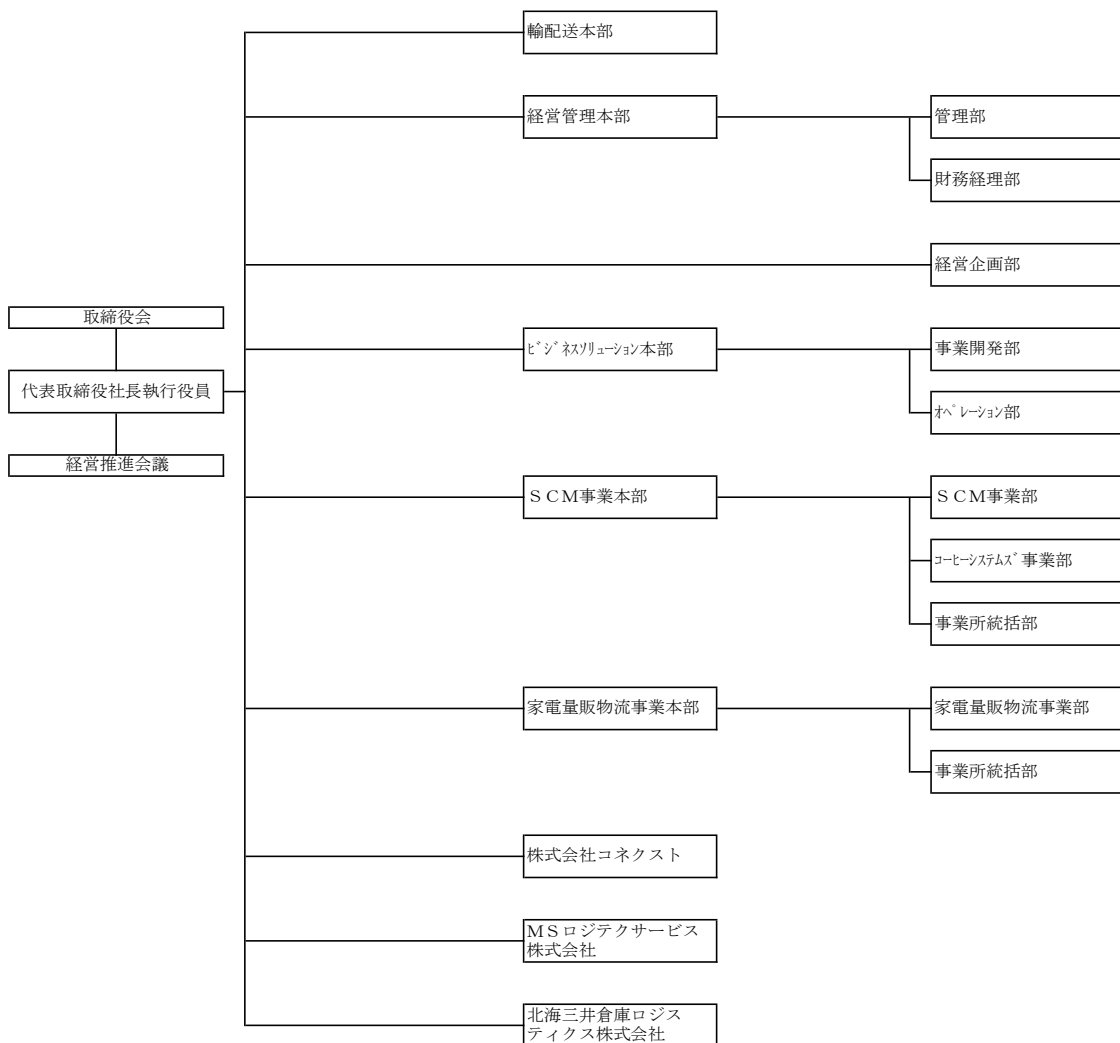 輸配送本部
経営管理本部
管理部
財務経理部
経営企画部
取締役会
代表取締役社長執行役員
経営推進会議
ﾋﾞｼﾞﾈｽｿﾘｭｰｼｮﾝ本部
事業開発部
ｵﾍﾟﾚｰｼｮﾝ部
ＳＣＭ事業本部
ＳＣＭ事業部
ｺｰﾋｰｼｽﾃﾑｽﾞ事業部
事業所統括部
家電量販物流事業本部
家電量販物流事業部
事業所統括部
株式会社コネクスト
ＭＳロジテクサービス
株式会社
北海三井倉庫ロジス
ティクス株式会社